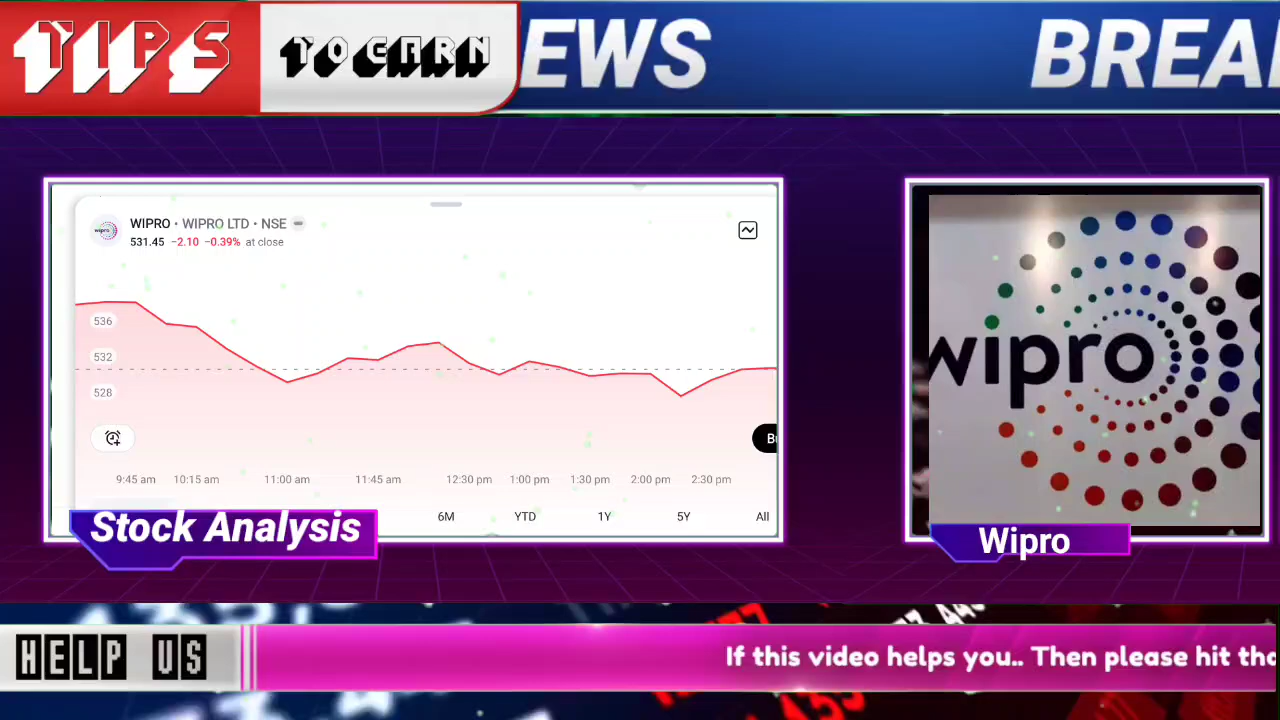 TIPS
TO EARN
EWS
BREA
WIPRO • WIPRO LTD • NSE
531.45 −2.10 −0.39% at close
wipro
536
532
528
9:45 am 10:15 am 11:00 am 11:45 am 12:30 pm 1:00 pm 1:30 pm 2:00 pm 2:30 pm
6M YTD 1Y 5Y All
Stock Analysis
wipro
Wipro
HELP US
If this video helps you.. Then please hit